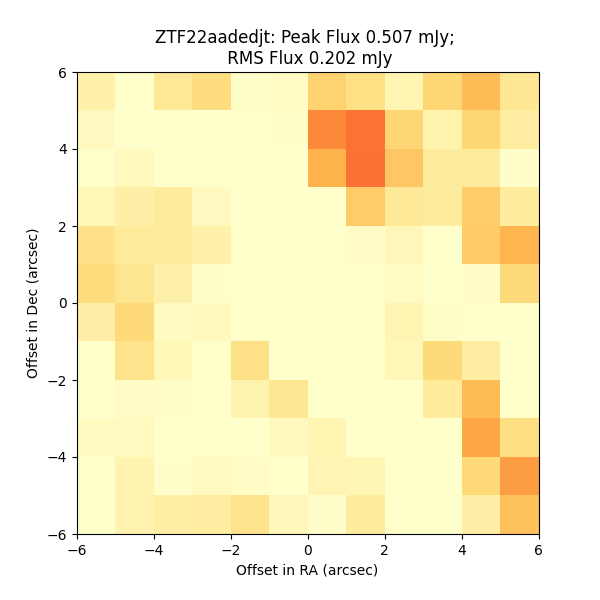 ZTF22aadedjt: Peak Flux 0.507 mJy;
RMS Flux 0.202 mJy
6
4
2
0
−2
−4
−6
Offset in Dec (arcsec)
−6 −4 −2 0 2 4 6
Offset in RA (arcsec)